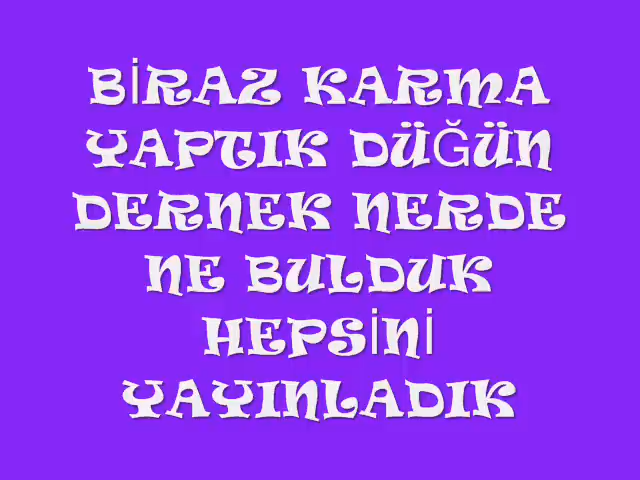 BİRAZ KARMA
YAPTIK DÜĞÜN
DERNEK NERDE
NE BULDUK
HEPSİNİ
YAYINLADIK